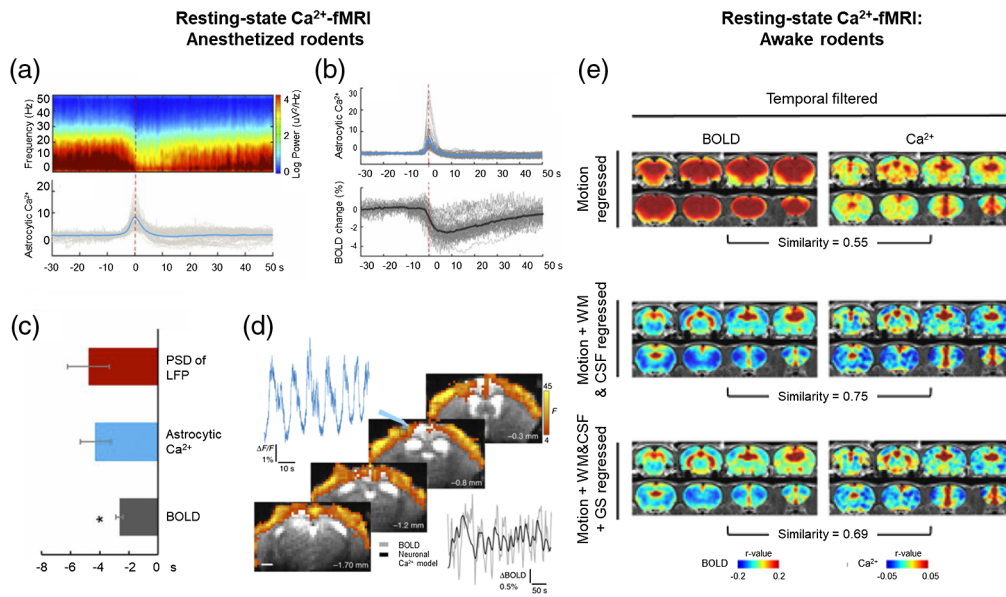 Resting-state Ca²⁺-fMRI
Anesthetized rodents
Resting-state Ca²⁺-fMRI:
Awake rodents
(a)
Frequency (Hz)
50
40
30
20
10
0
4
2
0
Log Power (uV²/Hz)
Astrocytic Ca²⁺
20
10
0
-30 -20 -10 0 10 20 30 40 50 s
(b)
Astrocytic Ca²⁺
30
20
10
0
BOLD change (%)
0
-2
-4
-30 -20 -10 0 10 20 30 40 50 s
(c)
PSD of
LFP
Astrocytic
Ca²⁺
*
BOLD
-8 -6 -4 -2 0 s
(d)
ΔF/F
1%
10 s
45
F
4
–0.3 mm
–0.8 mm
–1.2 mm
–1.70 mm
BOLD
Neuronal
Ca²⁺ model
ΔBOLD
0.5%
50 s
(e)
Temporal filtered
BOLD
Ca²⁺
Motion
regressed
Similarity = 0.55
Motion + WM
& CSF regressed
Similarity = 0.75
Motion + WM&CSF
+ GS regressed
Similarity = 0.69
r-value
BOLD
-0.2 0.2
r-value
Ca²⁺
-0.05 0.05